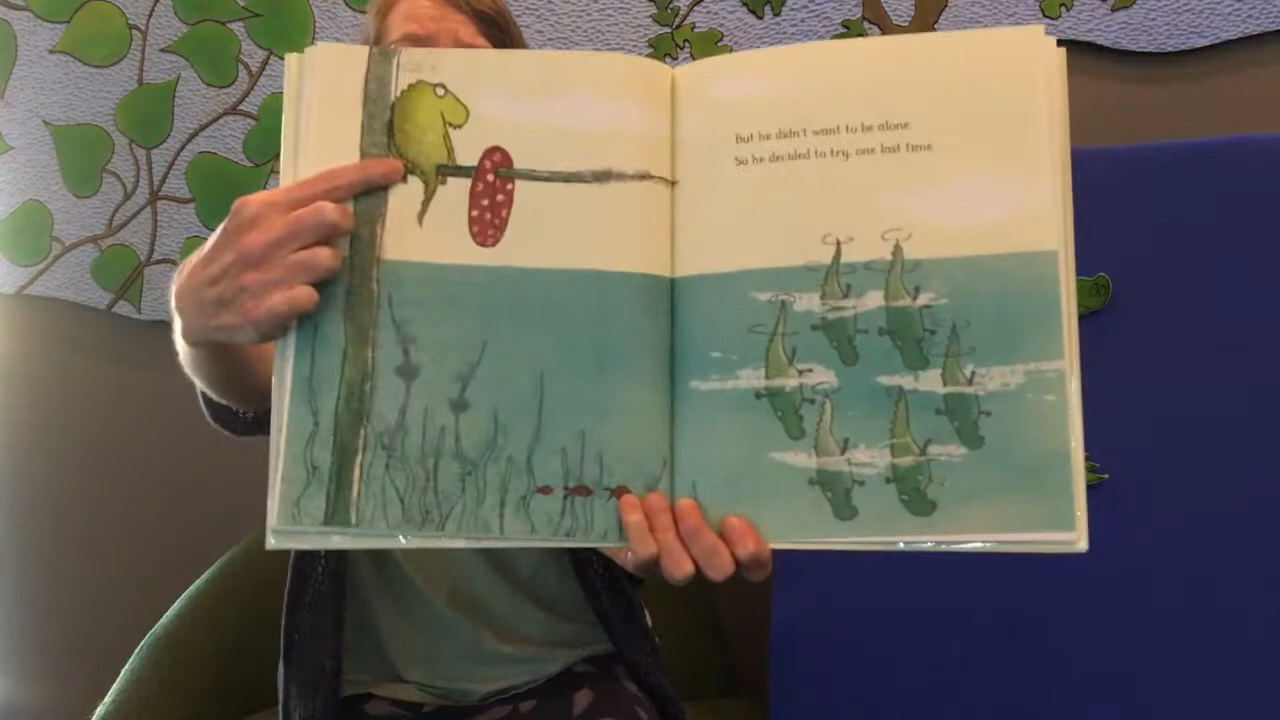 But he didn't want to be alone.
So he decided to try, one last time.